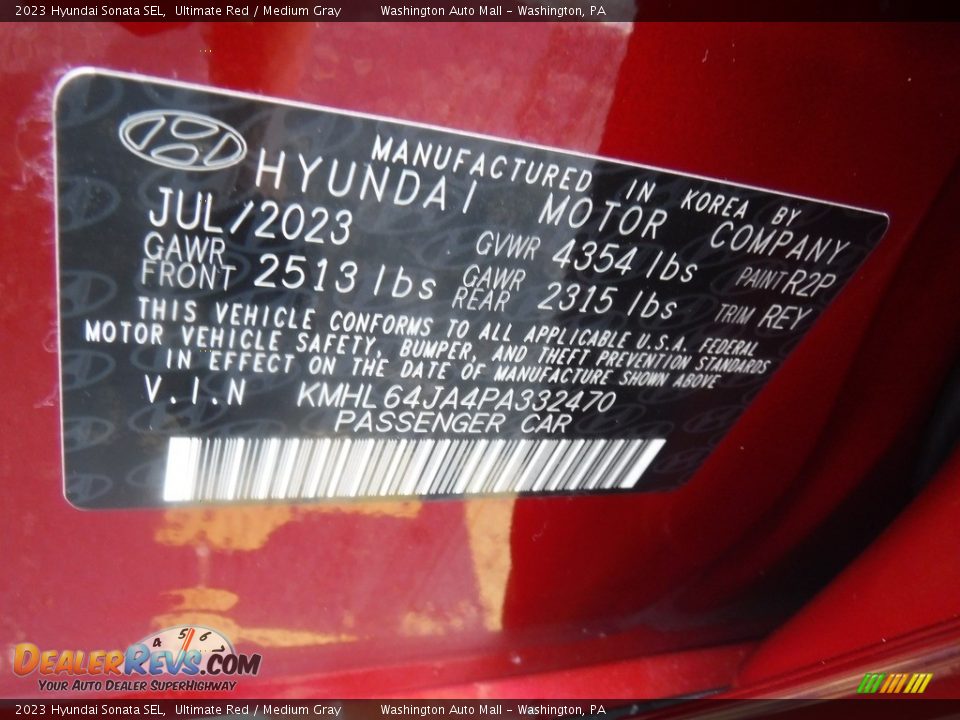 2023 Hyundai Sonata SEL, Ultimate Red / Medium Gray Washington Auto Mall - Washington, PA
MANUFACTURED IN KOREA BY
HYUNDAI MOTOR COMPANY
JUL/2023 GVWR 4354 lbs PAINT R2P
GAWR FRONT 2513 lbs GAWR REAR 2315 lbs TRIM REY
THIS VEHICLE CONFORMS TO ALL APPLICABLE U.S.A. FEDERAL
MOTOR VEHICLE SAFETY, BUMPER, AND THEFT PREVENTION STANDARDS
IN EFFECT ON THE DATE OF MANUFACTURE SHOWN ABOVE
V.I.N KMHL64JA4PA332470
PASSENGER CAR
4 5 6
DEALERREVS.COM
YOUR AUTO DEALER SUPERHIGHWAY
2023 Hyundai Sonata SEL, Ultimate Red / Medium Gray Washington Auto Mall - Washington, PA